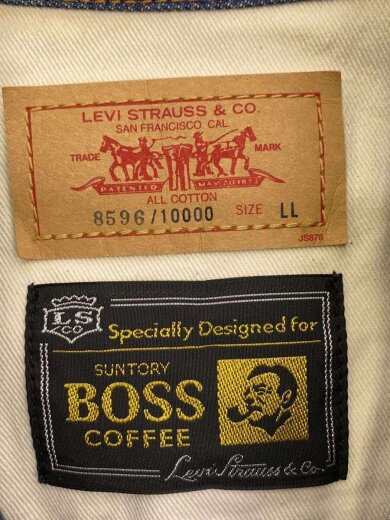 LEVI STRAUSS & CO.
SAN FRANCISCO. CAL.
TRADE MARK
PATENTED MAY 20 1873
ALL COTTON
8596/10000 SIZE LL
JS878
LS
CO
Specially Designed for
SUNTORY
BOSS
COFFEE
Levi Strauss & Co.